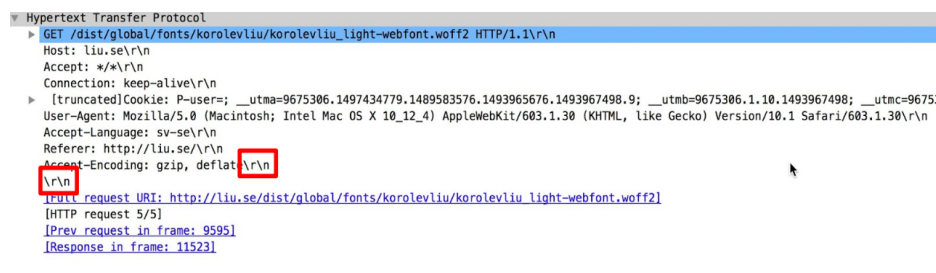 Hypertext Transfer Protocol
GET /dist/global/fonts/korolevliu/korolevliu_light-webfont.woff2 HTTP/1.1\r\n
Host: liu.se\r\n
Accept: */*\r\n
Connection: keep-alive\r\n
[truncated]Cookie: P-user=; __utma=9675306.1497434779.1489583576.1493965676.1493967498.9; __utmb=9675306.1.10.1493967498; __utmc=9675
User-Agent: Mozilla/5.0 (Macintosh; Intel Mac OS X 10_12_4) AppleWebKit/603.1.30 (KHTML, like Gecko) Version/10.1 Safari/603.1.30\r\n
Accept-Language: sv-se\r\n
Referer: http://liu.se/\r\n
Accept-Encoding: gzip, deflate\r\n
\r\n
[Full request URI: http://liu.se/dist/global/fonts/korolevliu/korolevliu_light-webfont.woff2]
[HTTP request 5/5]
[Prev request in frame: 9595]
[Response in frame: 11523]